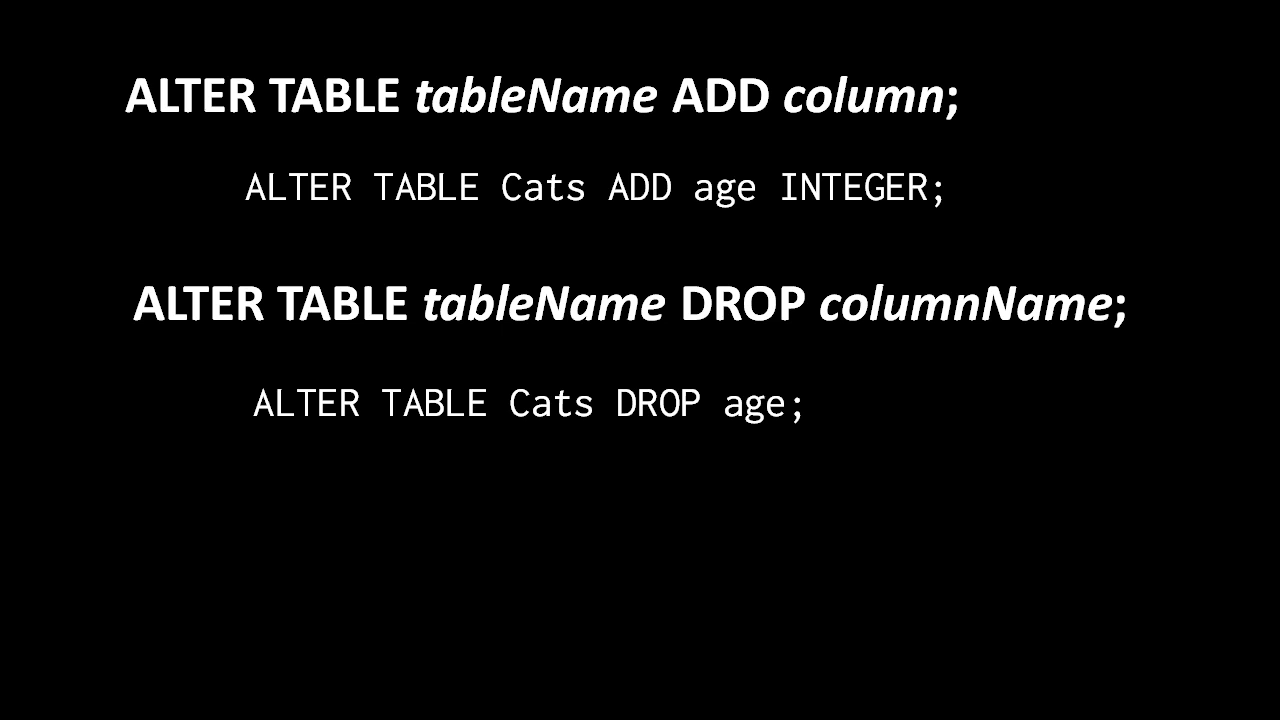 ALTER TABLE tableName ADD column;
ALTER TABLE Cats ADD age INTEGER;
ALTER TABLE tableName DROP columnName;
ALTER TABLE Cats DROP age;